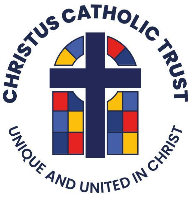 CHRISTUS CATHOLIC TRUST
UNIQUE AND UNITED IN CHRIST